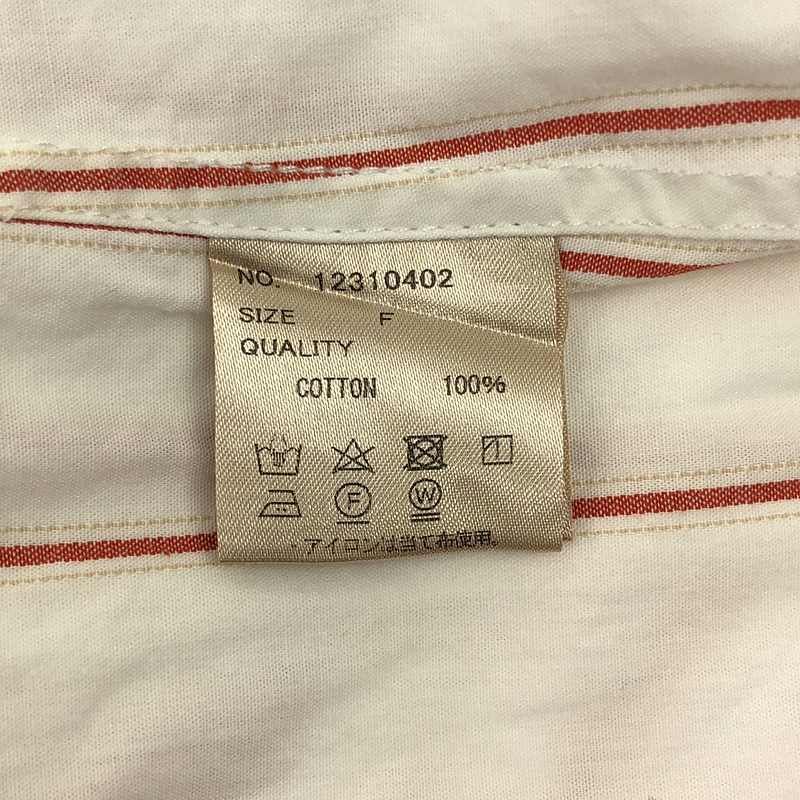 NO. 12310402
SIZE F
QUALITY
COTTON 100%
F W
・アイロンは当て布使用。